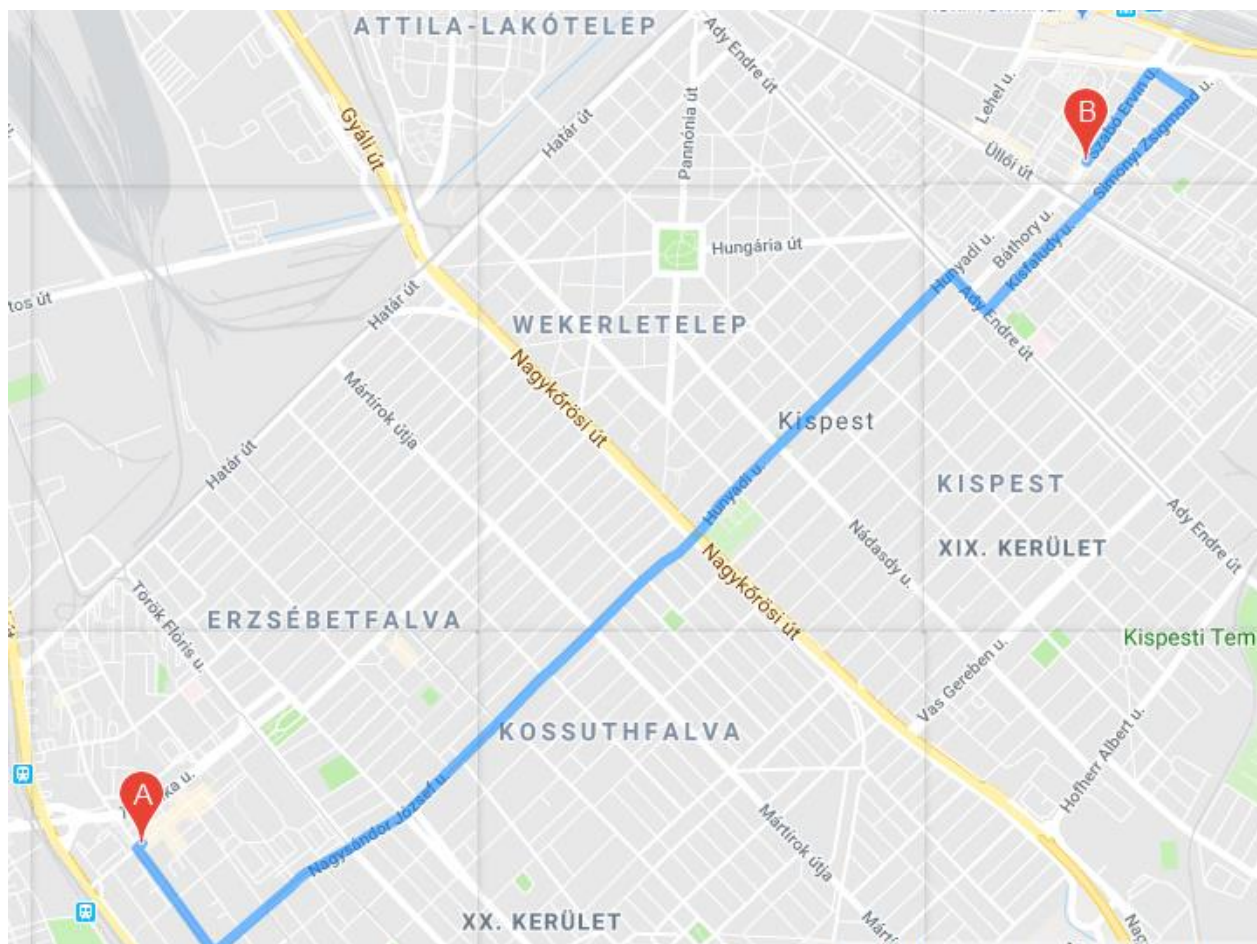 ATTILA-LAKÓTELEP
Ady Endre út
Gyáli út
Határ út
Pannónia út
Lehel u.
Üllői út
B
Szabó Ervin u.
Simonyi Zsigmond u.
Hungária út
Hunyadi u.
Báthory u.
Kisfaludy u.
Ady Endre út
Határ út
WEKERLETELEP
Nagykőrösi út
Mártírok útja
Kispest
Határ út
Hunyadi u.
KISPEST
Nádasdy u.
XIX. KERÜLET
Ady Endre út
Nagykőrösi út
Török Flóris u.
ERZSÉBETFALVA
Kispesti Tem
Vas Gereben u.
KOSSUTHFALVA
Hofherr Albert u.
A
Nagysándor József u.
Mártírok útja
XX. KERÜLET